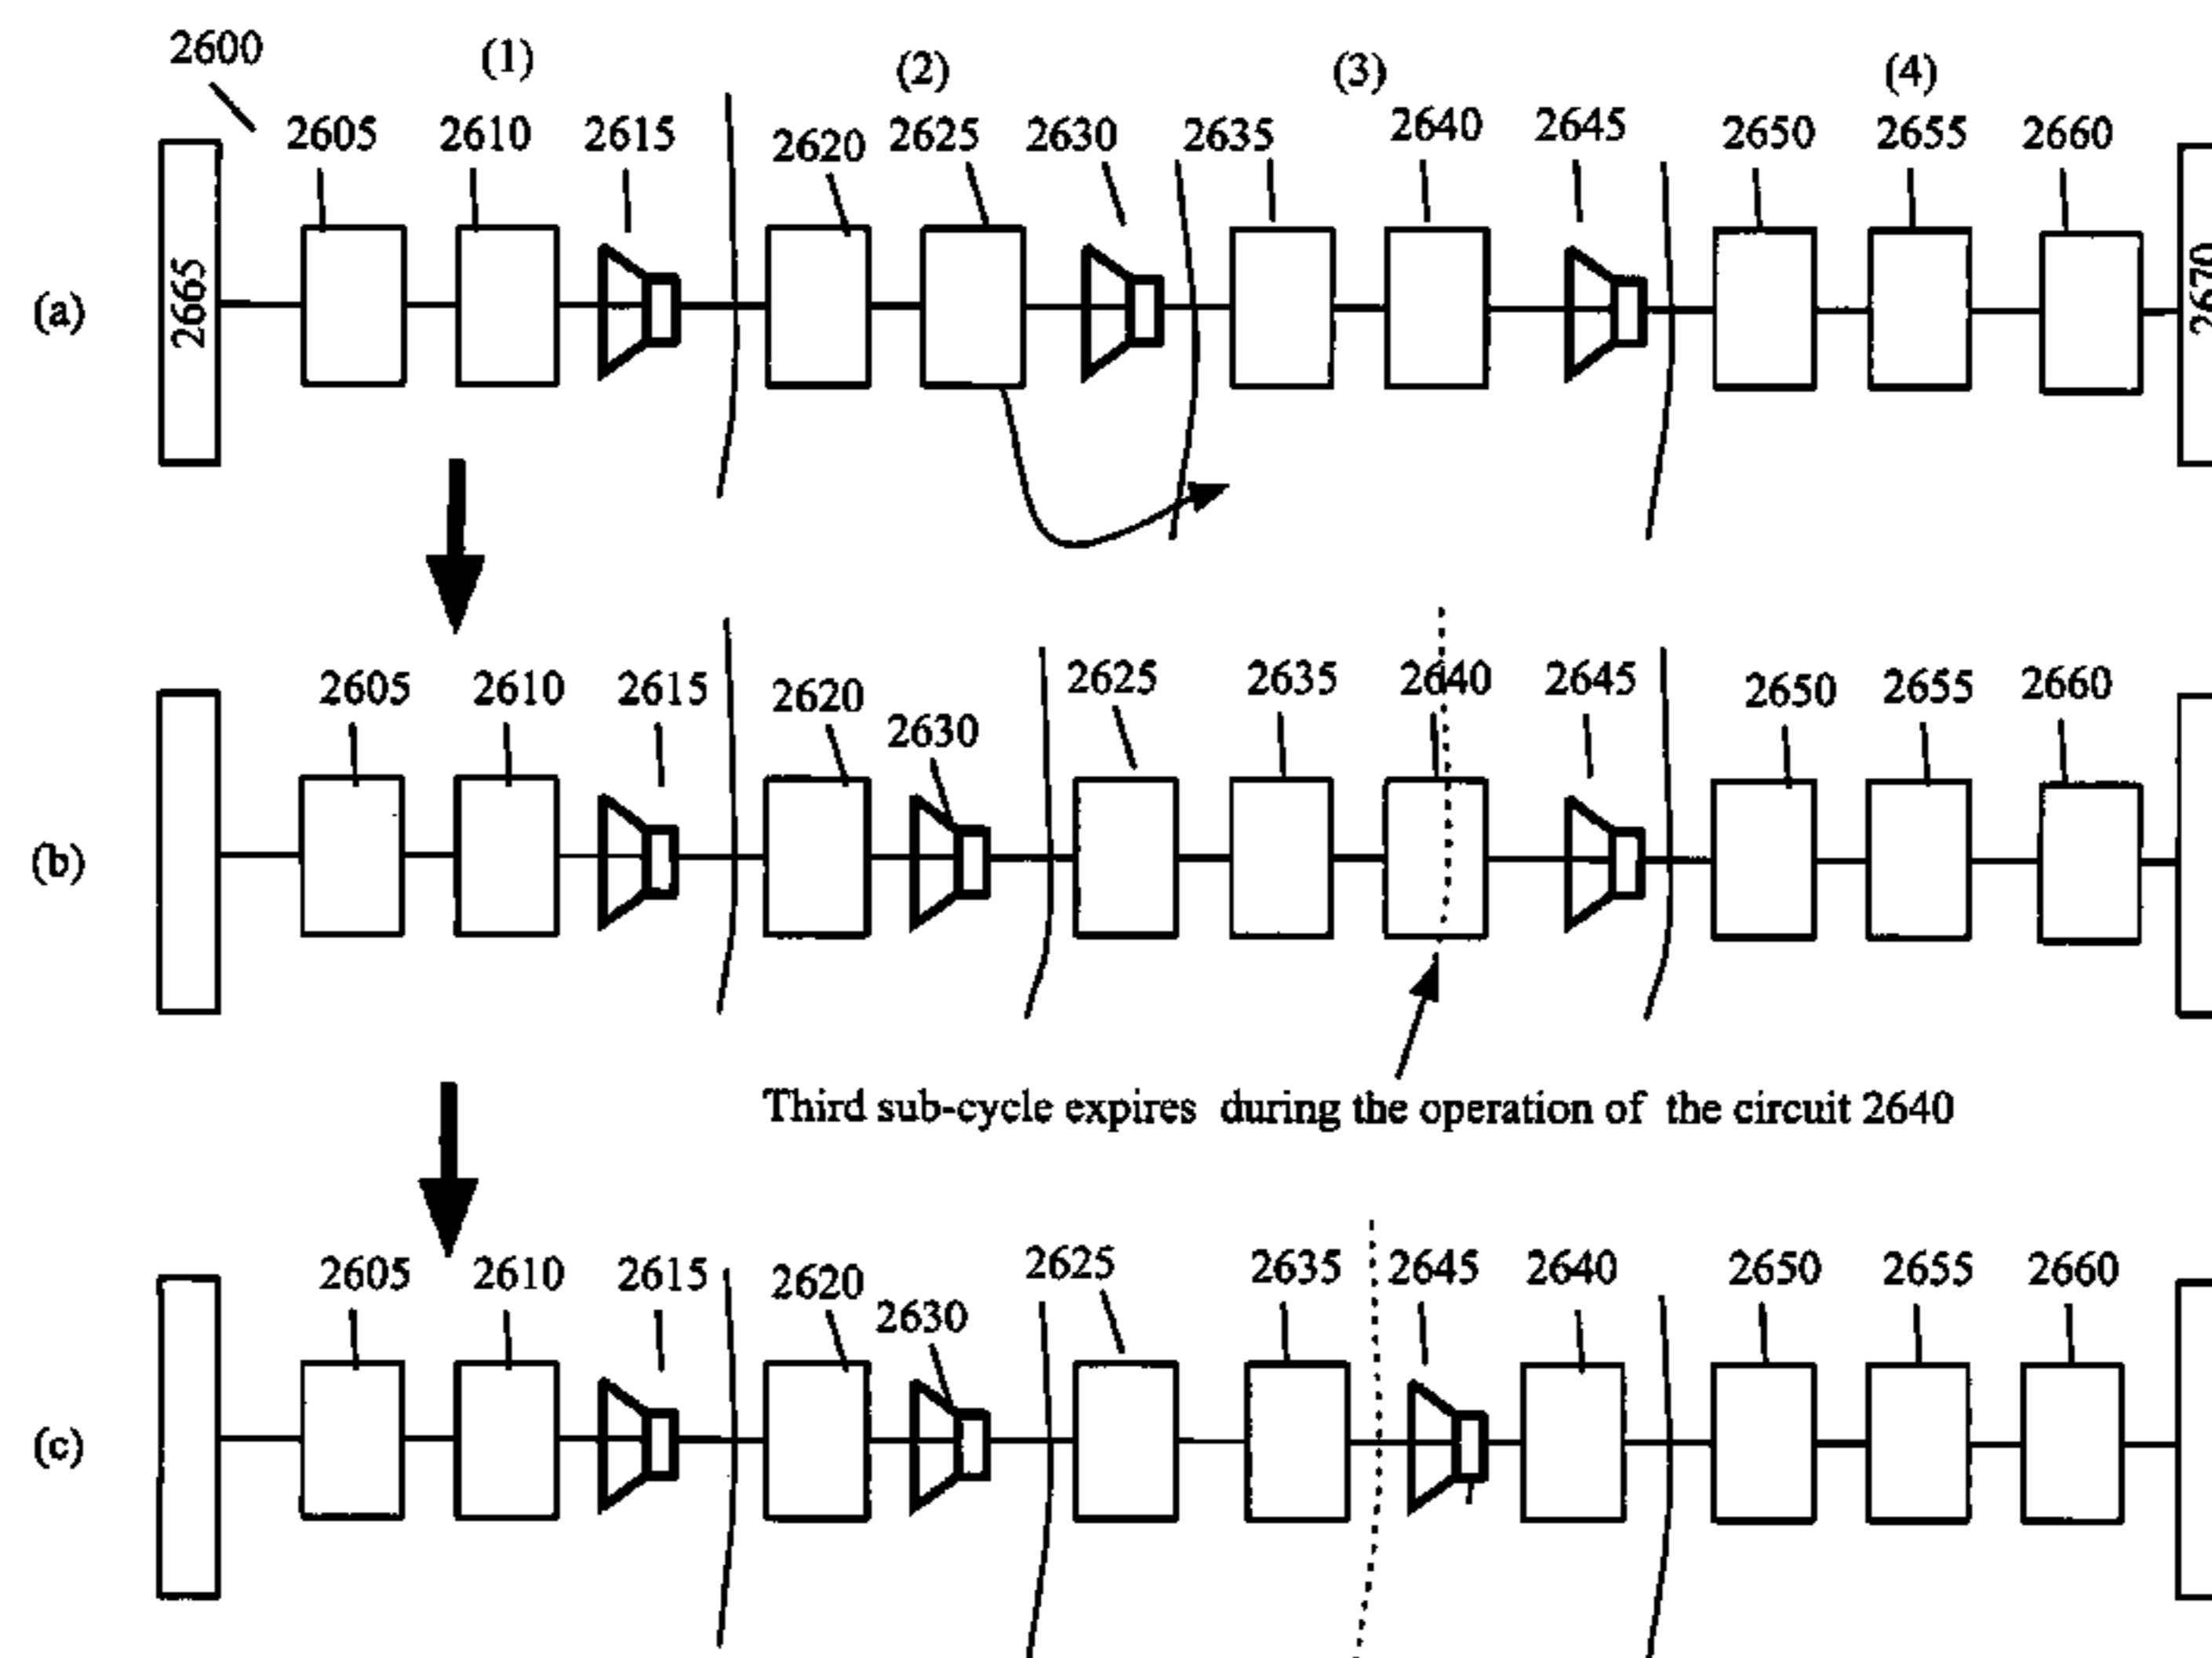 2600 (1) (2) (3) (4)
2605 2610 2615 2620 2625 2630 2635 2640 2645 2650 2655 2660
(a) 2665 2670
2605 2610 2615 2620 2630 2625 2635 2640 2645 2650 2655 2660
(b)
Third sub-cycle expires during the operation of the circuit 2640
2605 2610 2615 2620 2630 2625 2635 2645 2640 2650 2655 2660
(c)